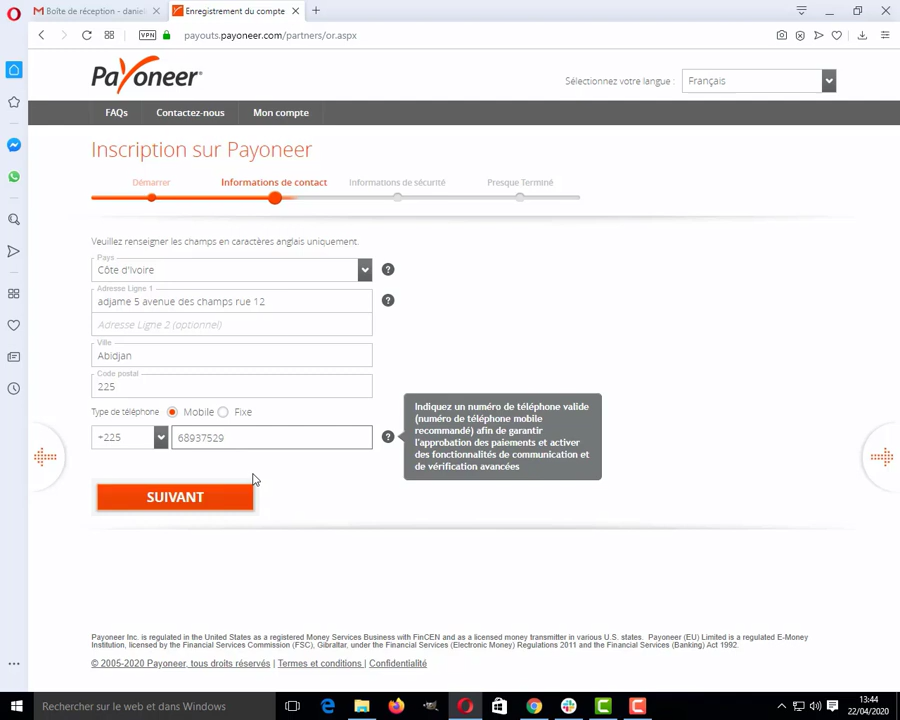 Boîte de réception - daniel
Enregistrement du compte
VPN
payouts.payoneer.com/partners/or.aspx
Payoneer
Sélectionnez votre langue :
Français
FAQs
Contactez-nous
Mon compte
Inscription sur Payoneer
Démarrer
Informations de contact
Informations de sécurité
Presque Terminé
Veuillez renseigner les champs en caractères anglais uniquement.
Pays
Côte d'Ivoire
Adresse Ligne 1
adjame 5 avenue des champs rue 12
Adresse Ligne 2 (optionnel)
Ville
Abidjan
Code postal
225
Type de téléphone
Mobile
Fixe
+225
68937529
Indiquez un numéro de téléphone valide
(numéro de téléphone mobile
recommandé) afin de garantir
l'approbation des paiements et activer
des fonctionnalités de communication et
de vérification avancées
SUIVANT
Payoneer Inc. is regulated in the United States as a registered Money Services Business with FinCEN and as a licensed money transmitter in various U.S. states. Payoneer (EU) Limited is a regulated E-Money
Institution, licensed by the Financial Services Commission (FSC), Gibraltar, under the Financial Services (Electronic Money) Regulations 2011 and the Financial Services (Banking) Act 1992.
© 2005-2020 Payoneer, tous droits réservés | Termes et conditions | Confidentialité
Rechercher sur le web et dans Windows
13:44
22/04/2020